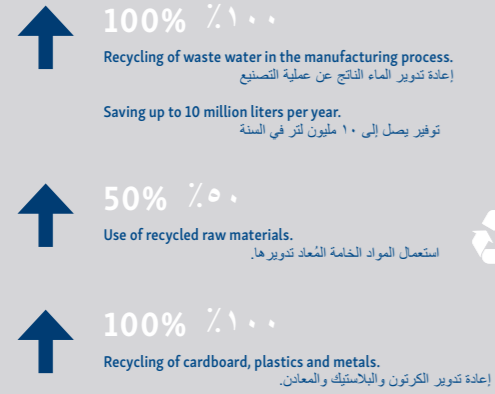 100% ٪١٠٠
Recycling of waste water in the manufacturing process.
إعادة تدوير الماء الناتج عن عملية التصنيع
Saving up to 10 million liters per year.
توفير يصل إلى ١٠ مليون لتر في السنة
50% ٪٥٠
Use of recycled raw materials.
استعمال المواد الخامة المُعاد تدويرها.
100% ٪١٠٠
Recycling of cardboard, plastics and metals.
إعادة تدوير الكرتون والبلاستيك والمعادن.